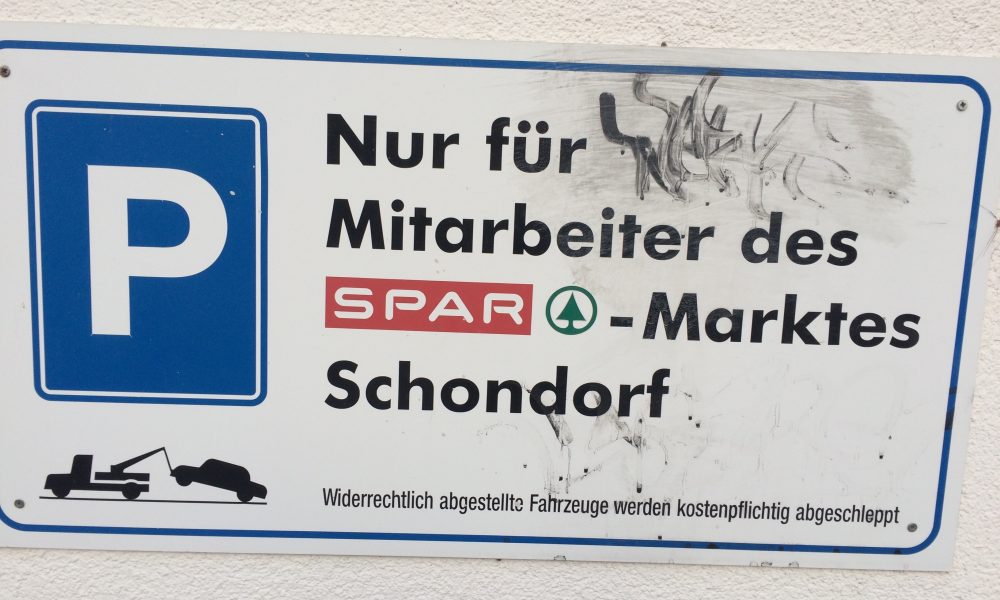 P
Nur für
Mitarbeiter des
SPAR -Marktes
Schondorf
Widerrechtlich abgestellte Fahrzeuge werden kostenpflichtig abgeschleppt